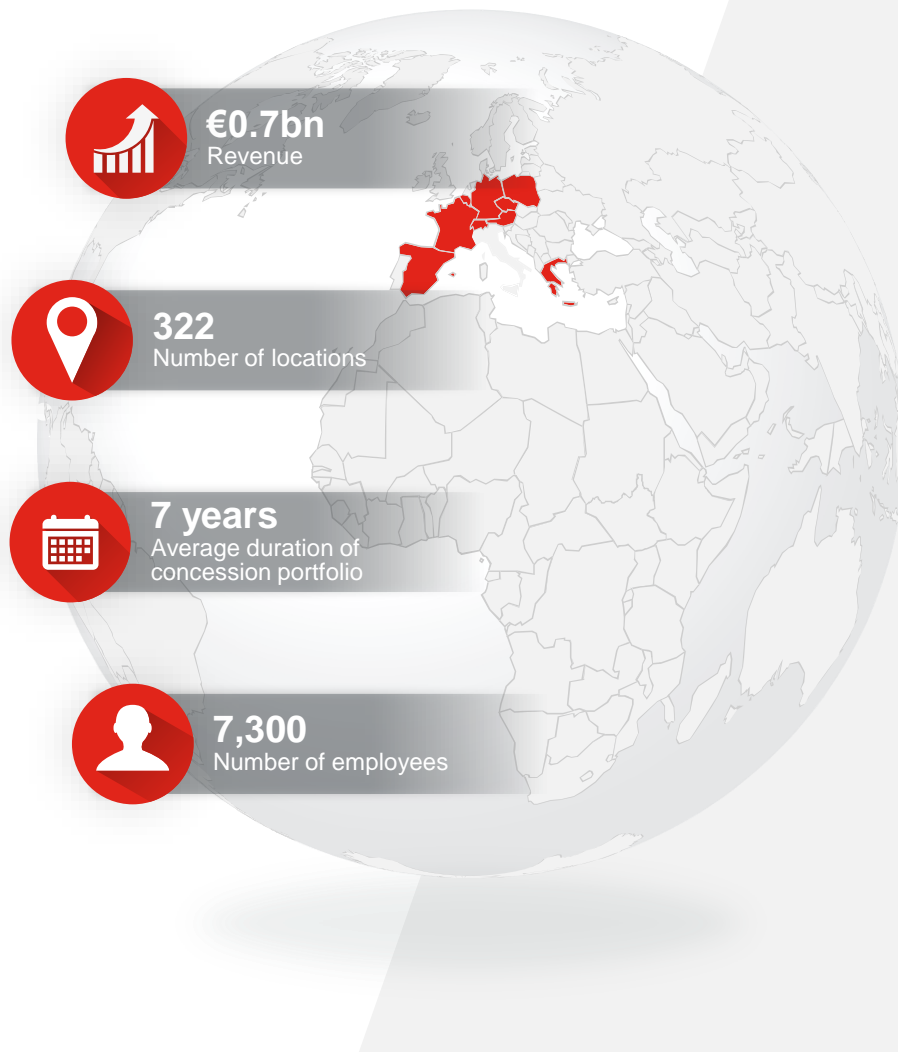 €0.7bn
Revenue
322
Number of locations
7 years
Average duration of
concession portfolio
7,300
Number of employees